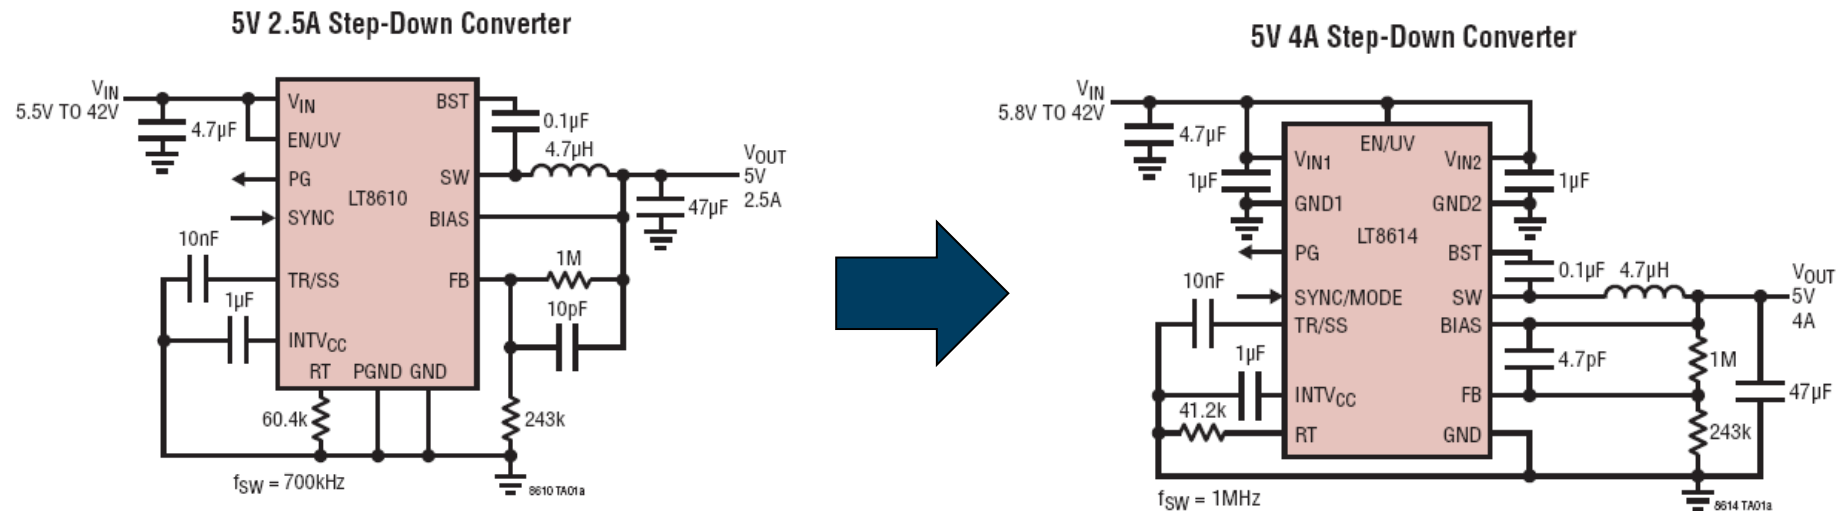 5V 2.5A Step-Down Converter
VIN
5.5V TO 42V
4.7µF
VIN
EN/UV
PG
SYNC
TR/SS
INTVCC
RT
PGND
GND
BST
SW
BIAS
FB
LT8610
0.1µF
4.7µH
VOUT
5V
2.5A
47µF
1M
10pF
10nF
1µF
60.4k
243k
fSW = 700kHz
8610 TA01a
5V 4A Step-Down Converter
VIN
5.8V TO 42V
4.7µF
1µF
1µF
EN/UV
VIN1
VIN2
GND1
GND2
LT8614
PG
BST
SYNC/MODE
SW
TR/SS
BIAS
INTVCC
FB
RT
GND
0.1µF
4.7µH
VOUT
5V
4A
10nF
1µF
41.2k
4.7pF
1M
47µF
243k
fSW = 1MHz
8614 TA01a